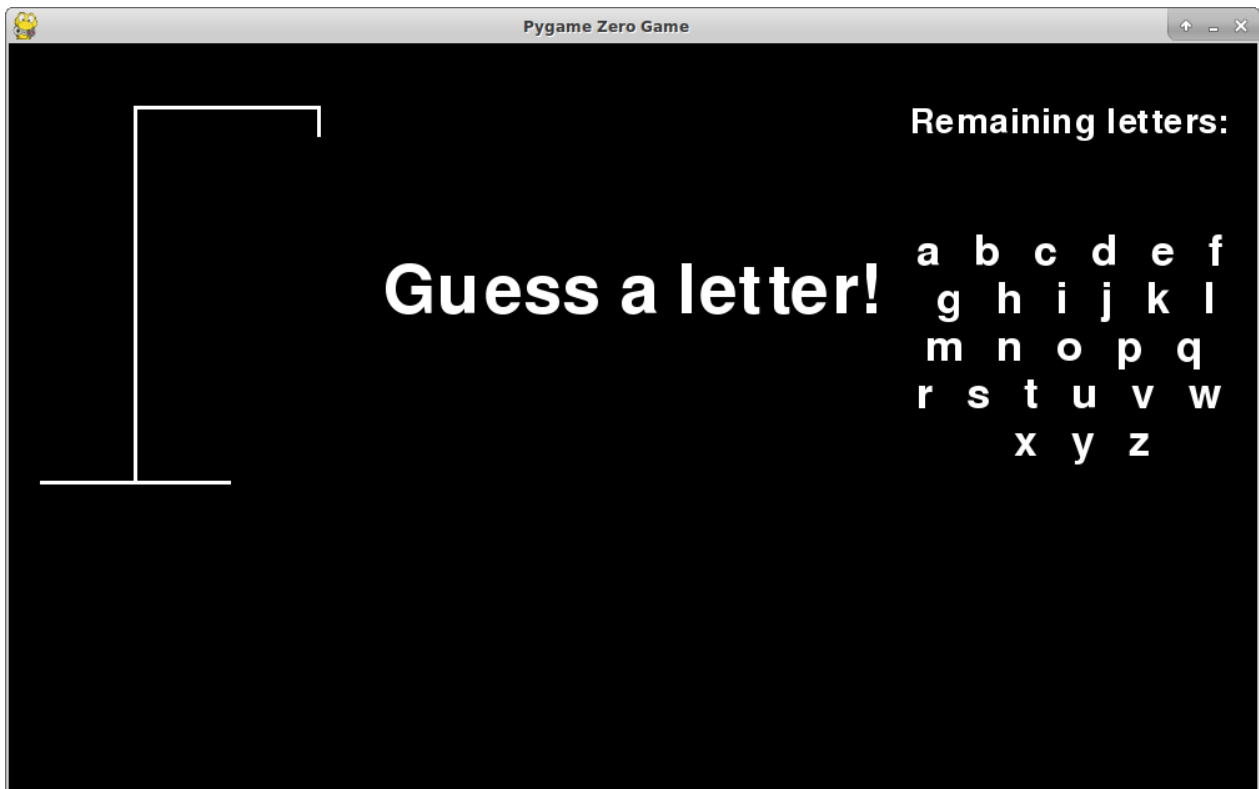 Pygame Zero Game
Remaining letters:
Guess a letter!
a b c d e f
g h i j k l
m n o p q
r s t u v w
x y z